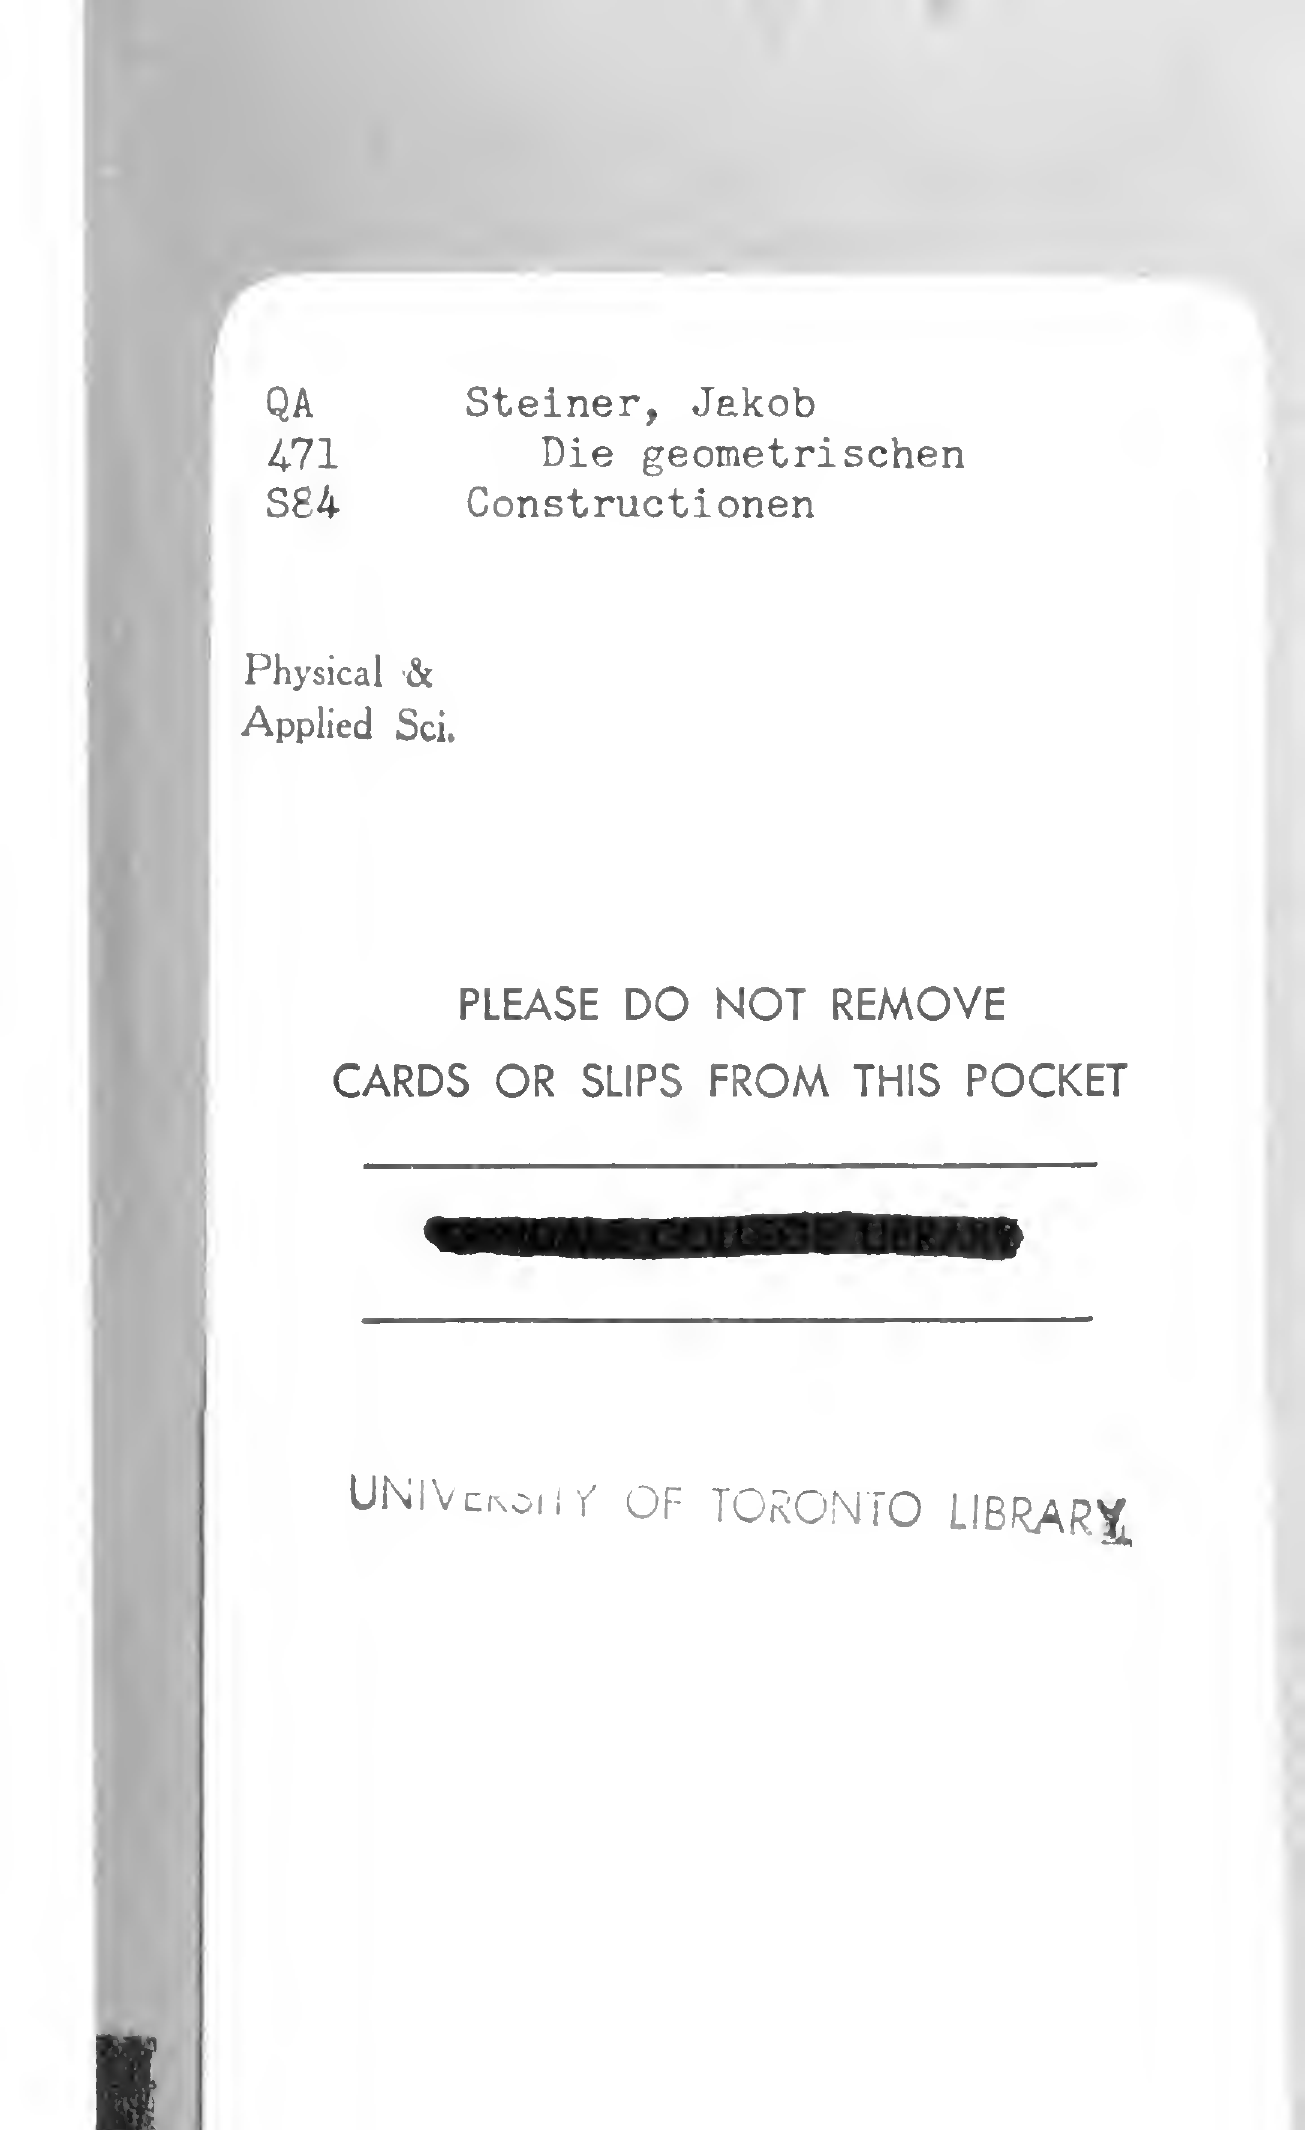 QA Steiner, Jakob
471 Die geometrischen
S84 Constructionen
Physical &
Applied Sci.
PLEASE DO NOT REMOVE
CARDS OR SLIPS FROM THIS POCKET
UNIVERSITY OF TORONTO LIBRARY